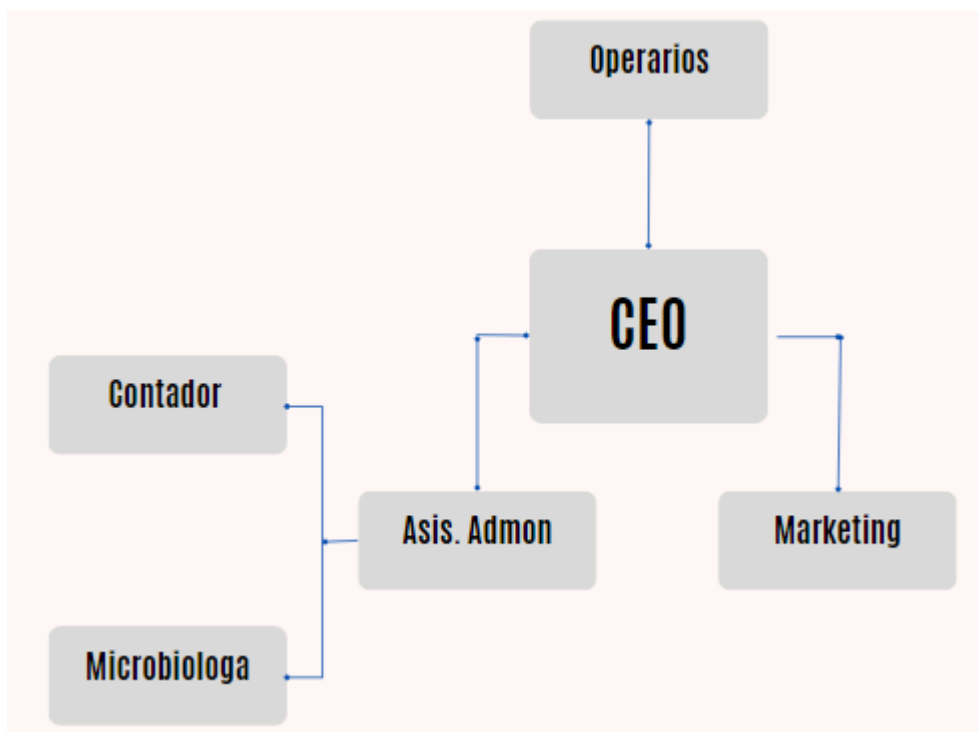 Operarios
CEO
Contador
Asis. Admon
Marketing
Microbiologa